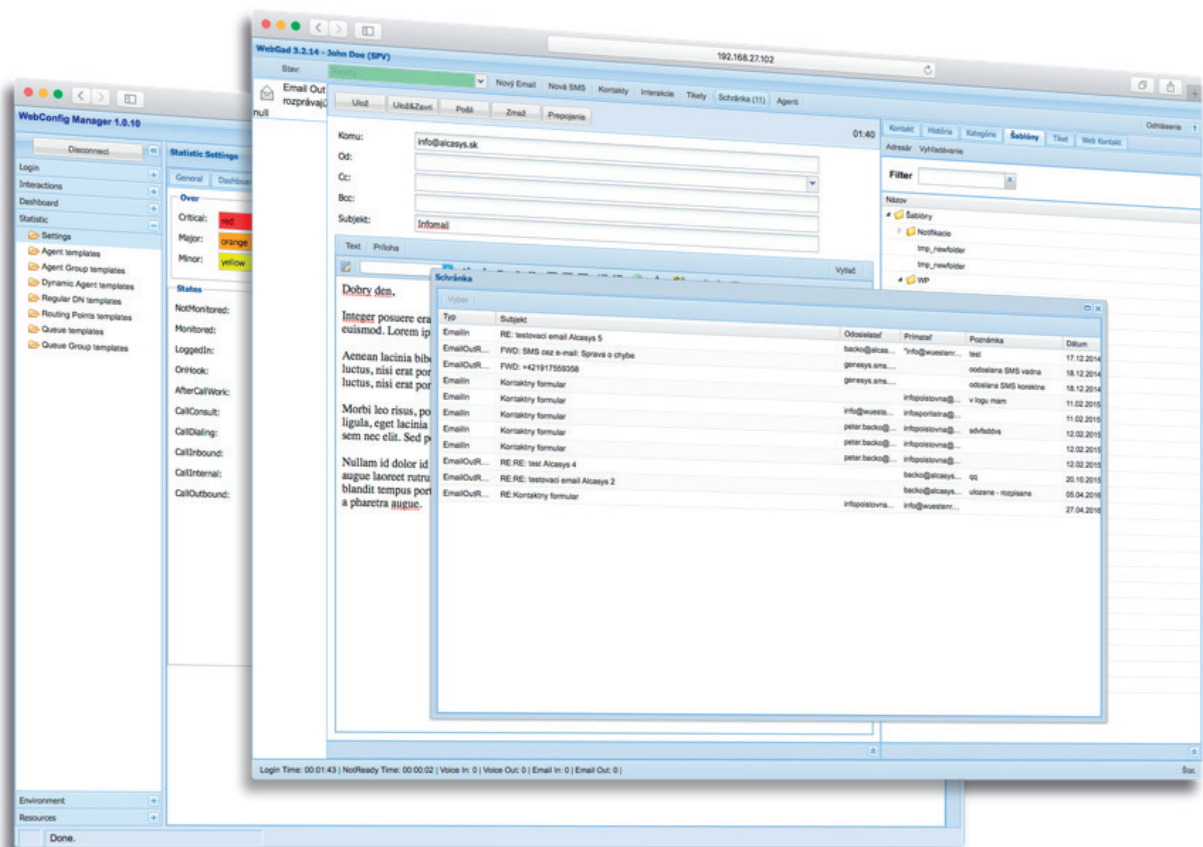 WebConfig Manager 1.0.10
Disconnect
Login
Interactions
Dashboard
Statistic
Settings
Agent templates
Agent Group templates
Dynamic Agent templates
Regular DN templates
Routing Points templates
Queue templates
Queue Group templates
Environment
Resources
Done.
Statistic Settings
General
Over
Critical: red
Major: orange
Minor: yellow
States
NotMonitored:
Monitored:
LoggedIn:
OnHook:
AfterCallWork:
CallConsult:
CallDialing:
CallInbound:
CallInternal:
CallOutbound:
192.168.27.102
WebGad 3.2.14 - John Doe (SPV)
Odhlásenie
Stav: Nový Email Nová SMS Kontakty Interakcie Tikety Schránka (11) Agenti
Email Out
null
Ulož Ulož&Zavri Pošli Zmaž Prepojenie 01:40
Komu: info@alcasys.sk
Od:
Cc:
Bcc:
Subjekt: Infomail
Text Príloha Vytlač
Dobry den,
Integer posuere
euismod. Lorem
Aenean lacinia
luctus, nisi erat
luctus, nisi erat
Morbi leo risus,
ligula, eget lacinia
sem nec elit. Sed
Nullam id dolor id
augue laoreet
blandit tempus
a pharetra augue.
Kontakt História Kategórie Šablóny Tiket Web Kontakt
Adresár Vyhľadávanie
Filter
Názov
Šablóny
Notifikacie
tmp_newfolder
tmp_newfolder
WP
Schránka
Vyber
Typ Subjekt Odosielateľ Prímateľ Poznámka Dátum
EmailIn RE: testovaci email Alcasys 5 backo@alcas... "info@wuestenr... test 17.12.2014
EmailOutR... FWD: SMS cez e-mail: Sprava o chybe genesys.sms.... odoslana SMS vadna 18.12.2014
EmailOutR... FWD: +421917559358 genesys.sms.... odoslana SMS korektne 18.12.2014
EmailIn Kontaktny formular infopoistovna@... v logu mam 11.02.2015
EmailIn Kontaktny formular info@wueste... infosporitelna@... 11.02.2015
EmailIn Kontaktny formular peter.backo@... infopoistovna@... sdvfsddvs 12.02.2015
EmailIn Kontaktny formular peter.backo@... infopoistovna@... 12.02.2015
EmailIn Kontaktny formular peter.backo@... infopoistovna@... 12.02.2015
EmailOutR... RE:RE: test Alcasys 4 backo@alcasys... qq 20.10.2015
EmailOutR... RE:RE: testovaci email Alcasys 2 backo@alcasys... ulozene - rozpisane 05.04.2016
EmailOutR... RE:Kontaktny formular infopoistovna... info@wuestenr... 27.04.2016
Login Time: 00:01:43 | NotReady Time: 00:00:02 | Voice In: 0 | Voice Out: 0 | Email In: 0 | Email Out: 0 |
Štat.